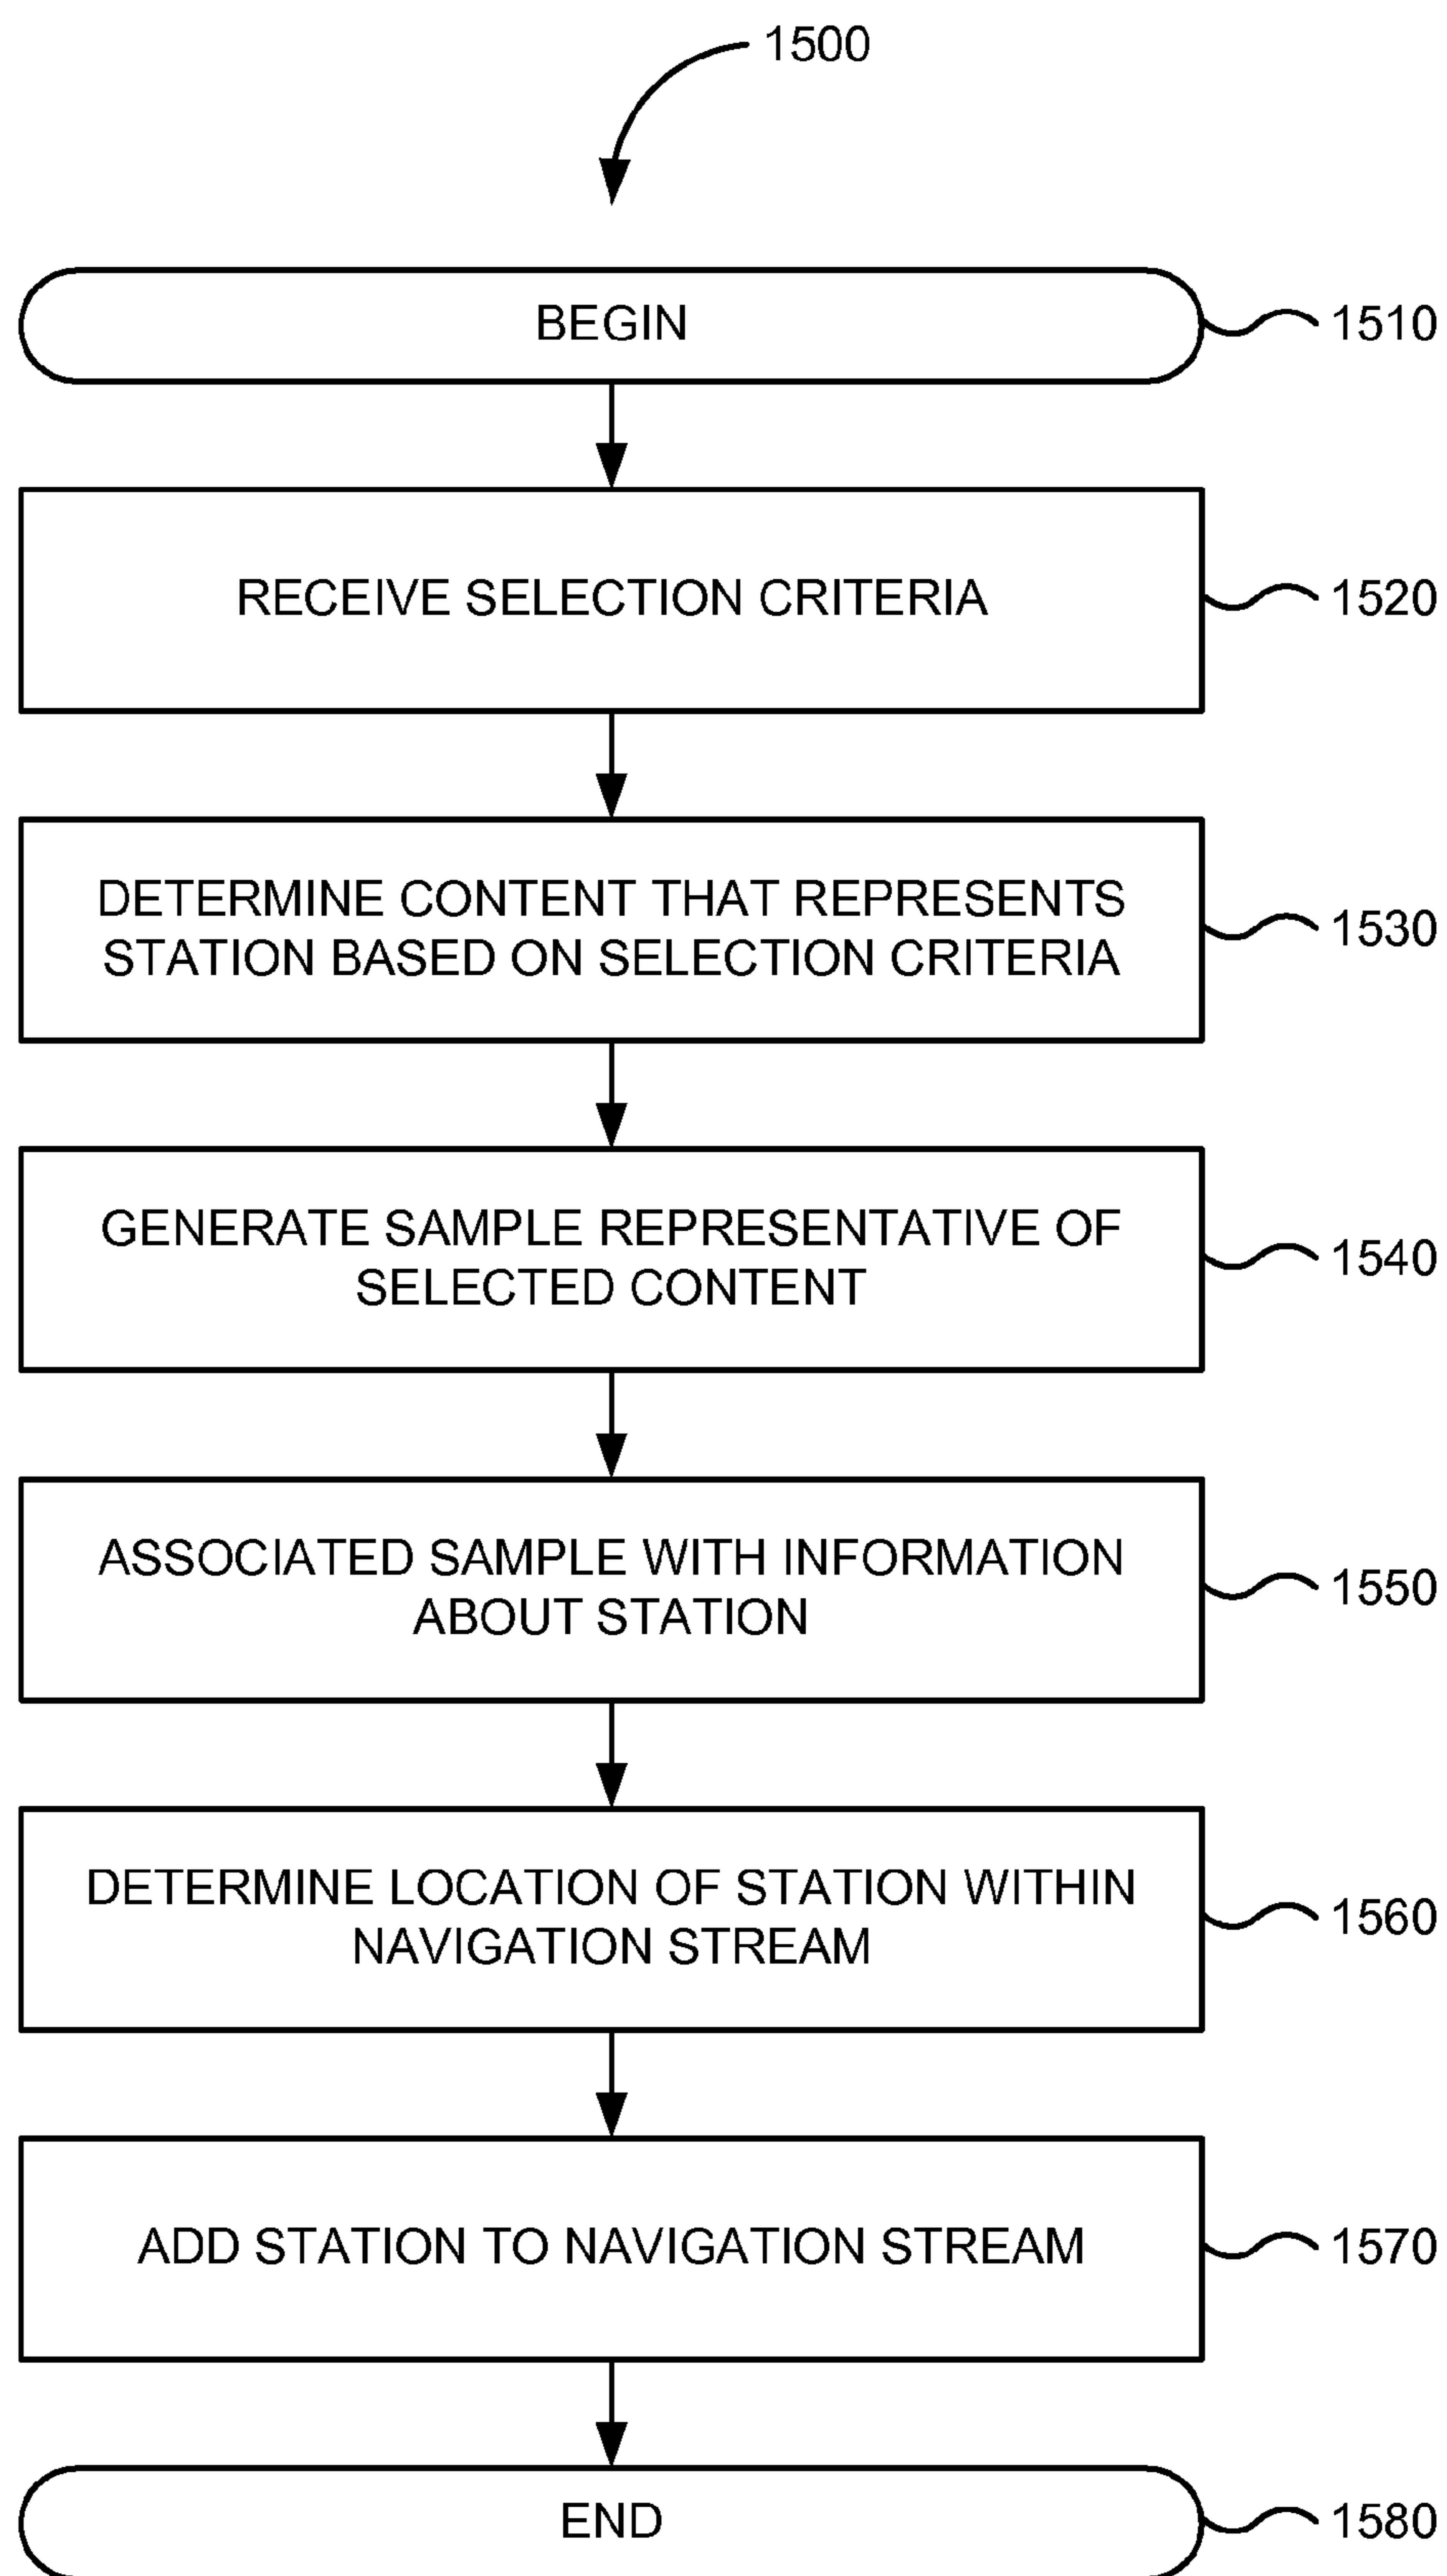 1500
BEGIN
1510
RECEIVE SELECTION CRITERIA
1520
DETERMINE CONTENT THAT REPRESENTS
STATION BASED ON SELECTION CRITERIA
1530
GENERATE SAMPLE REPRESENTATIVE OF
SELECTED CONTENT
1540
ASSOCIATED SAMPLE WITH INFORMATION
ABOUT STATION
1550
DETERMINE LOCATION OF STATION WITHIN
NAVIGATION STREAM
1560
ADD STATION TO NAVIGATION STREAM
1570
END
1580